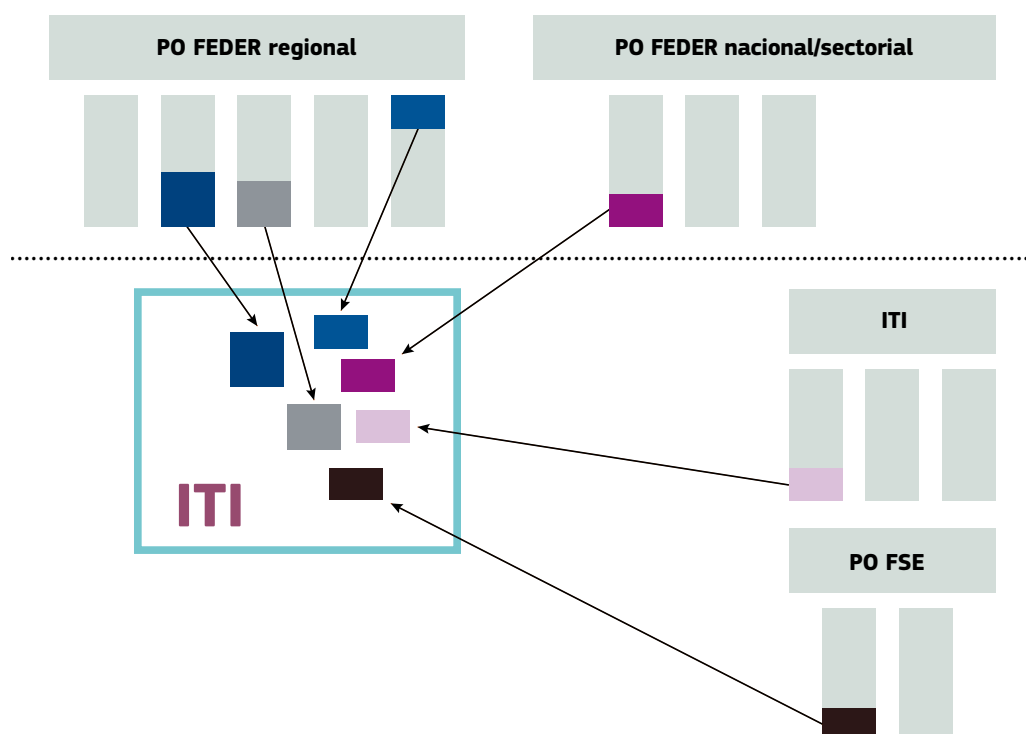 PO FEDER regional
PO FEDER nacional/sectorial
ITI
ITI
PO FSE